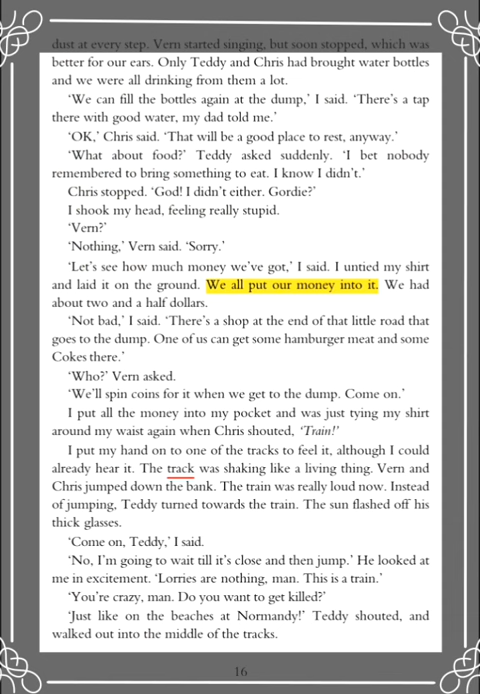 dust at every step. Vern started singing, but soon stopped, which was
better for our ears. Only Teddy and Chris had brought water bottles
and we were all drinking from them a lot.
‘We can fill the bottles again at the dump,’ I said. ‘There’s a tap
there with good water, my dad told me.’
‘OK,’ Chris said. ‘That will be a good place to rest, anyway.’
‘What about food?’ Teddy asked suddenly. ‘I bet nobody
remembered to bring something to eat. I know I didn’t.’
Chris stopped. ‘God! I didn’t either. Gordie?’
I shook my head, feeling really stupid.
‘Vern?’
‘Nothing,’ Vern said. ‘Sorry.’
‘Let’s see how much money we’ve got,’ I said. I untied my shirt
and laid it on the ground. We all put our money into it. We had
about two and a half dollars.
‘Not bad,’ I said. ‘There’s a shop at the end of that little road that
goes to the dump. One of us can get some hamburger meat and some
Cokes there.’
‘Who?’ Vern asked.
‘We’ll spin coins for it when we get to the dump. Come on.’
I put all the money into my pocket and was just tying my shirt
around my waist again when Chris shouted, ‘Train!’
I put my hand on to one of the tracks to feel it, although I could
already hear it. The track was shaking like a living thing. Vern and
Chris jumped down the bank. The train was really loud now. Instead
of jumping, Teddy turned towards the train. The sun flashed off his
thick glasses.
‘Come on, Teddy,’ I said.
‘No, I’m going to wait till it’s close and then jump.’ He looked at
me in excitement. ‘Lorries are nothing, man. This is a train.’
‘You’re crazy, man. Do you want to get killed?’
‘Just like on the beaches at Normandy!’ Teddy shouted, and
walked out into the middle of the tracks.
16